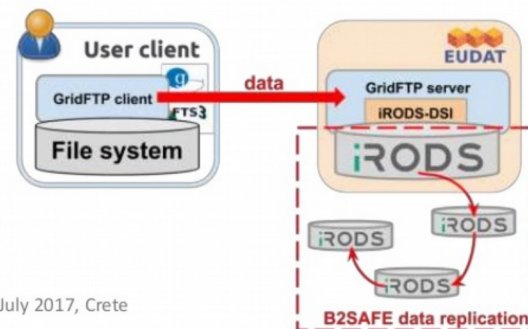 User client
GridFTP client
g
FTS3
File system
data
EUDAT
GridFTP server
iRODS-DSI
iRODS
iRODS
iRODS
iRODS
B2SAFE data replication
July 2017, Crete